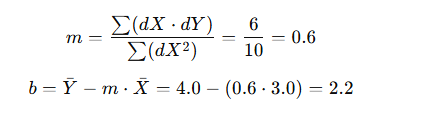 m = ∑(dX · dY) / ∑(dX²) = 6 / 10 = 0.6
b = Ȳ − m · X̄ = 4.0 − (0.6 · 3.0) = 2.2